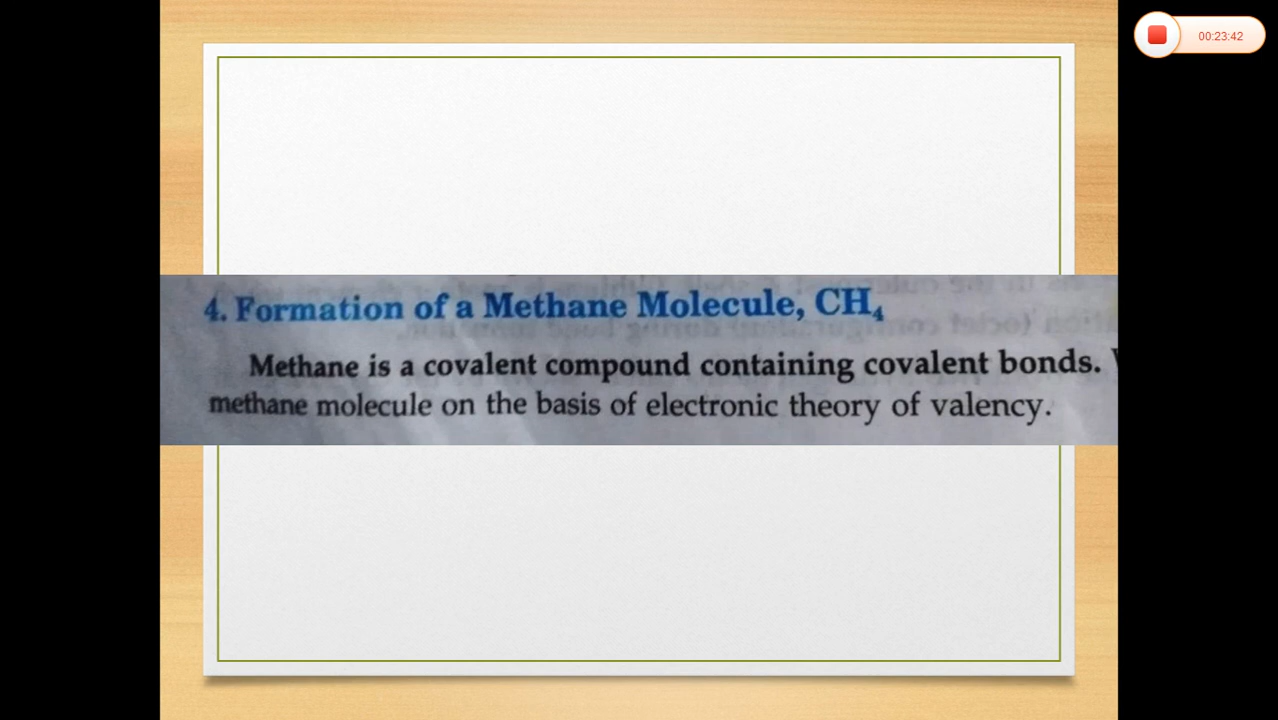 00:23:42
4. Formation of a Methane Molecule, CH₄
Methane is a covalent compound containing covalent bonds.
methane molecule on the basis of electronic theory of valency.